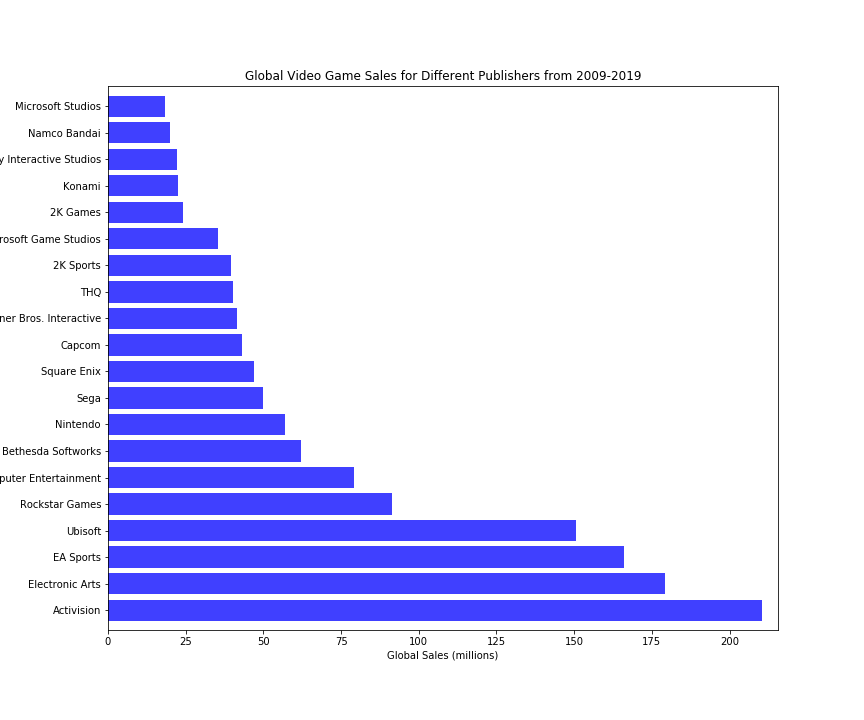 Global Video Game Sales for Different Publishers from 2009-2019
Microsoft Studios
Namco Bandai
y Interactive Studios
Konami
2K Games
rosoft Game Studios
2K Sports
THQ
ner Bros. Interactive
Capcom
Square Enix
Sega
Nintendo
Bethesda Softworks
puter Entertainment
Rockstar Games
Ubisoft
EA Sports
Electronic Arts
Activision
0 25 50 75 100 125 150 175 200
Global Sales (millions)